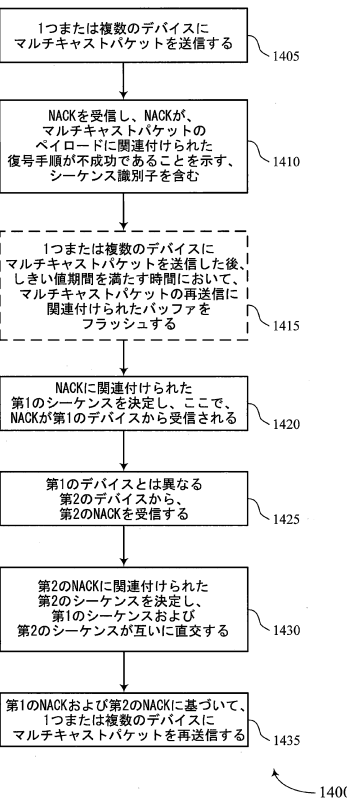 1つまたは複数のデバイスに
マルチキャストパケットを送信する
1405
NACKを受信し、NACKが、
マルチキャストパケットの
ペイロードに関連付けられた
復号手順が不成功であることを示す、
シーケンス識別子を含む
1410
1つまたは複数のデバイスに
マルチキャストパケットを送信した後、
しきい値期間を満たす時間において、
マルチキャストパケットの再送信に
関連付けられたバッファを
フラッシュする
1415
NACKに関連付けられた
第1のシーケンスを決定し、ここで、
NACKが第1のデバイスから受信される
1420
第1のデバイスとは異なる
第2のデバイスから、
第2のNACKを受信する
1425
第2のNACKに関連付けられた
第2のシーケンスを決定し、
第1のシーケンスおよび
第2のシーケンスが互いに直交する
1430
第1のNACKおよび第2のNACKに基づいて、
1つまたは複数のデバイスに
マルチキャストパケットを再送信する
1435
1400